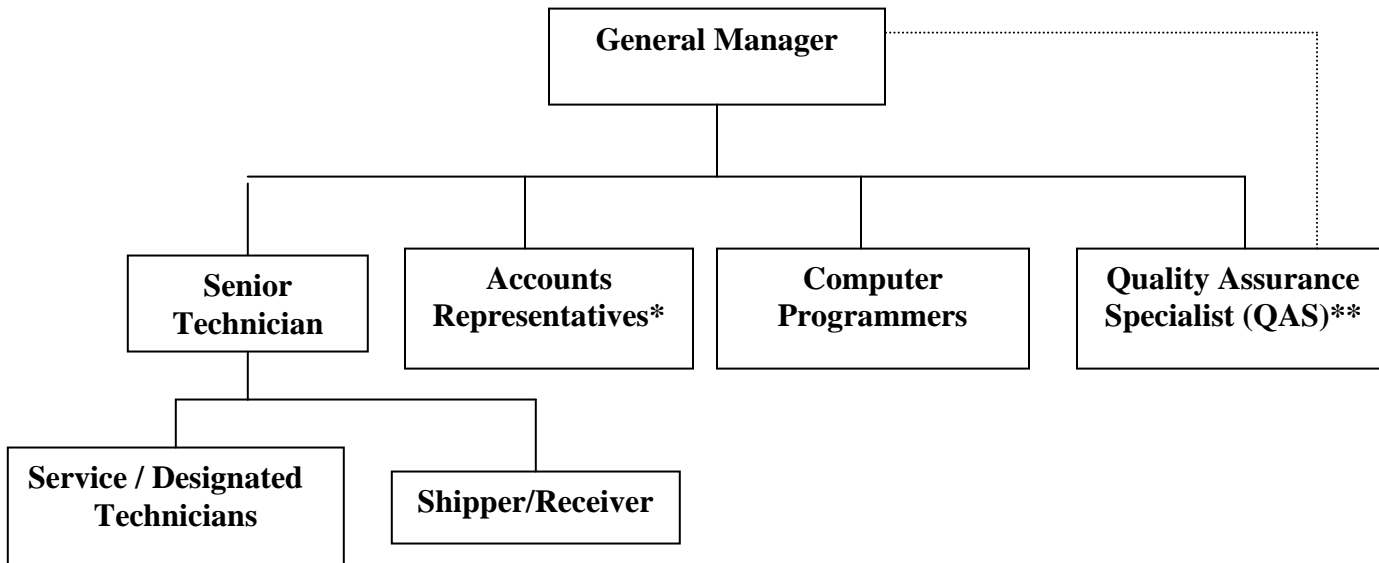 General Manager
Senior
Technician
Accounts
Representatives*
Computer
Programmers
Quality Assurance
Specialist (QAS)**
Service / Designated
Technicians
Shipper/Receiver